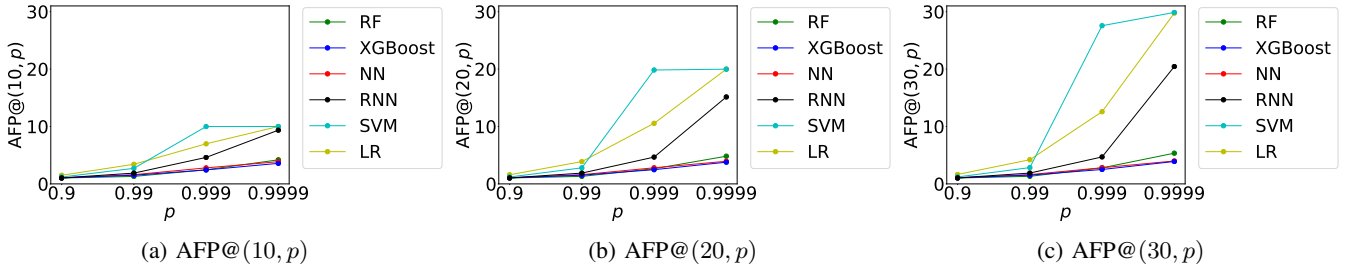 30
20
10
0
AFP@(10, p)
0.9
0.99
0.999
0.9999
p
RF
XGBoost
NN
RNN
SVM
LR
(a) AFP@(10, p)
30
20
10
0
AFP@(20, p)
0.9
0.99
0.999
0.9999
p
RF
XGBoost
NN
RNN
SVM
LR
(b) AFP@(20, p)
30
20
10
0
AFP@(30, p)
0.9
0.99
0.999
0.9999
p
RF
XGBoost
NN
RNN
SVM
LR
(c) AFP@(30, p)